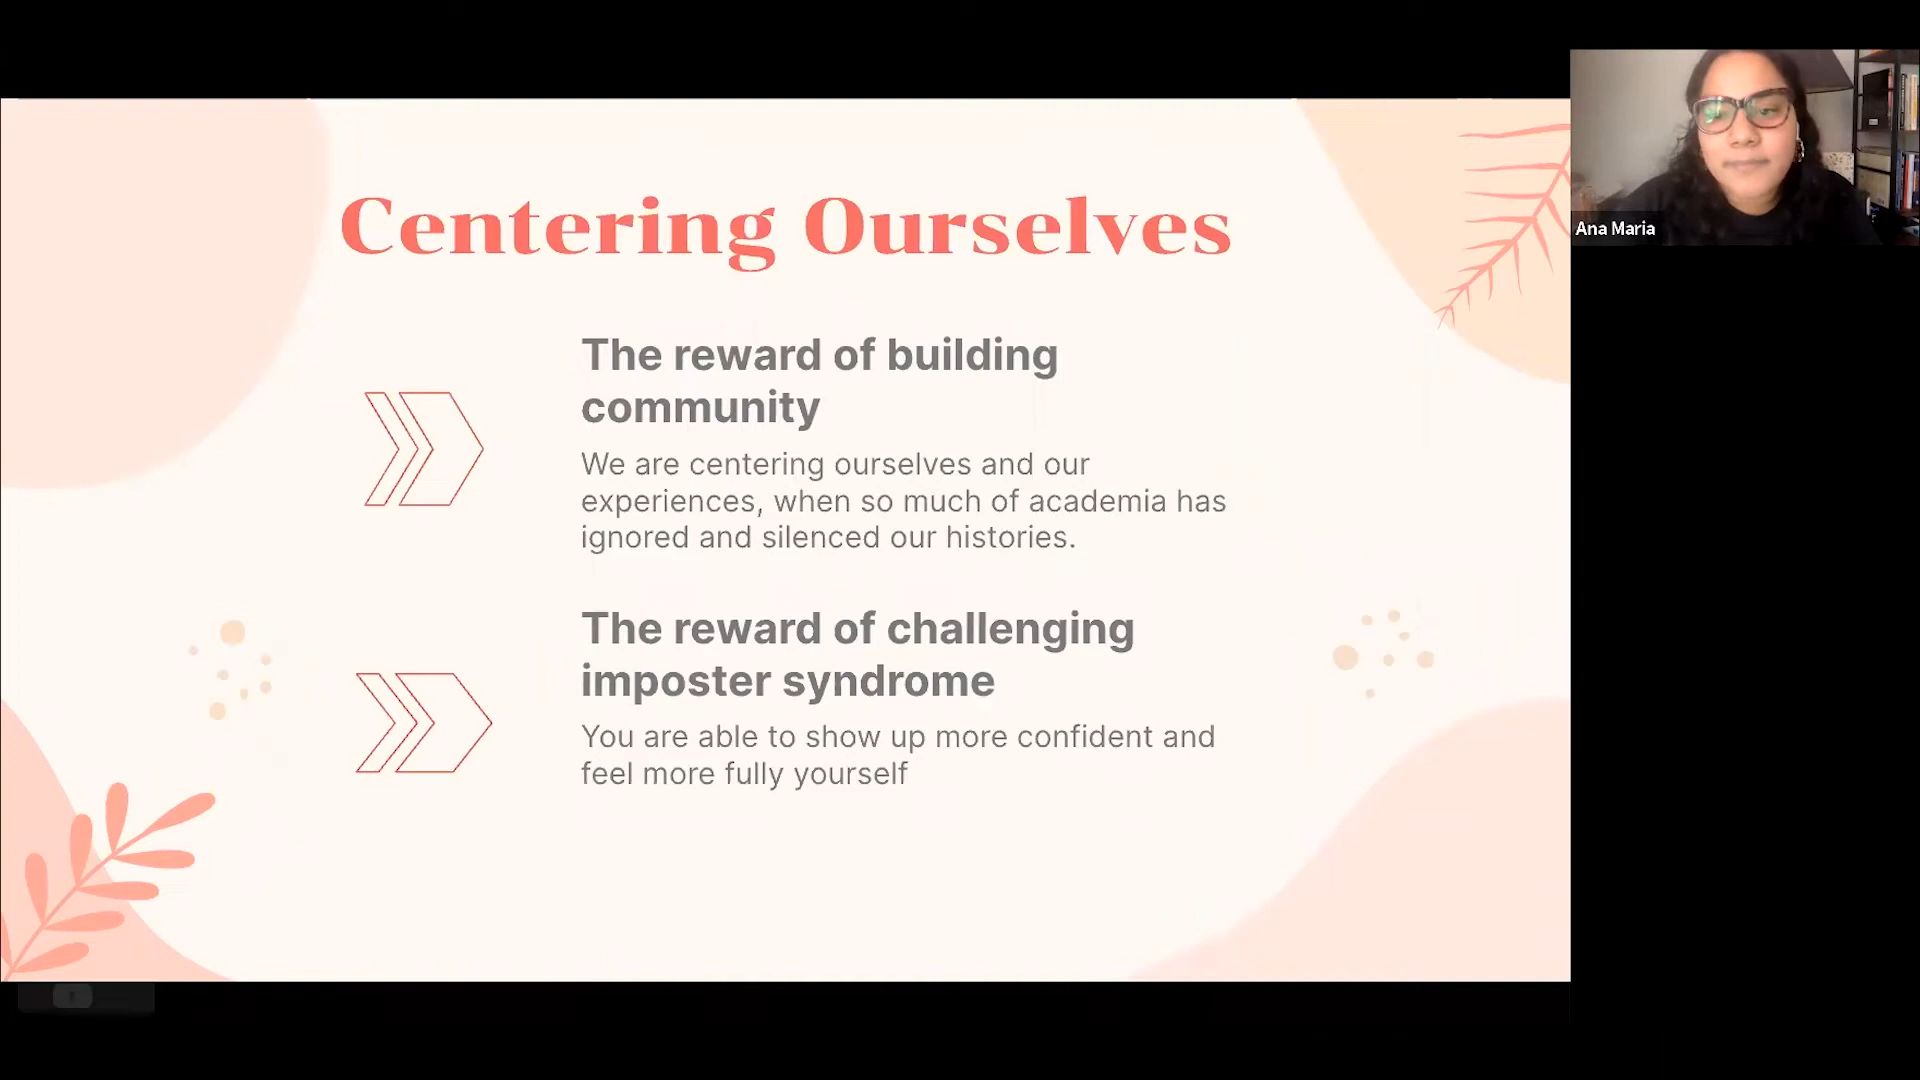 Centering Ourselves
The reward of building
community
We are centering ourselves and our
experiences, when so much of academia has
ignored and silenced our histories.
The reward of challenging
imposter syndrome
You are able to show up more confident and
feel more fully yourself
Ana Maria